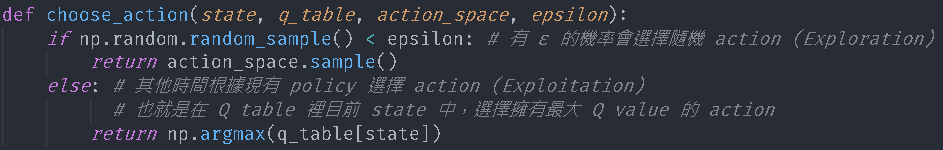 def choose_action(state, q_table, action_space, epsilon):
    if np.random.random_sample() < epsilon: # 有 ε 的機率會選擇隨機 action (Exploration)
        return action_space.sample()
    else: # 其他時間根據現有 policy 選擇 action (Exploitation)
          # 也就是在 Q table 裡目前 state 中，選擇擁有最大 Q value 的 action
        return np.argmax(q_table[state])